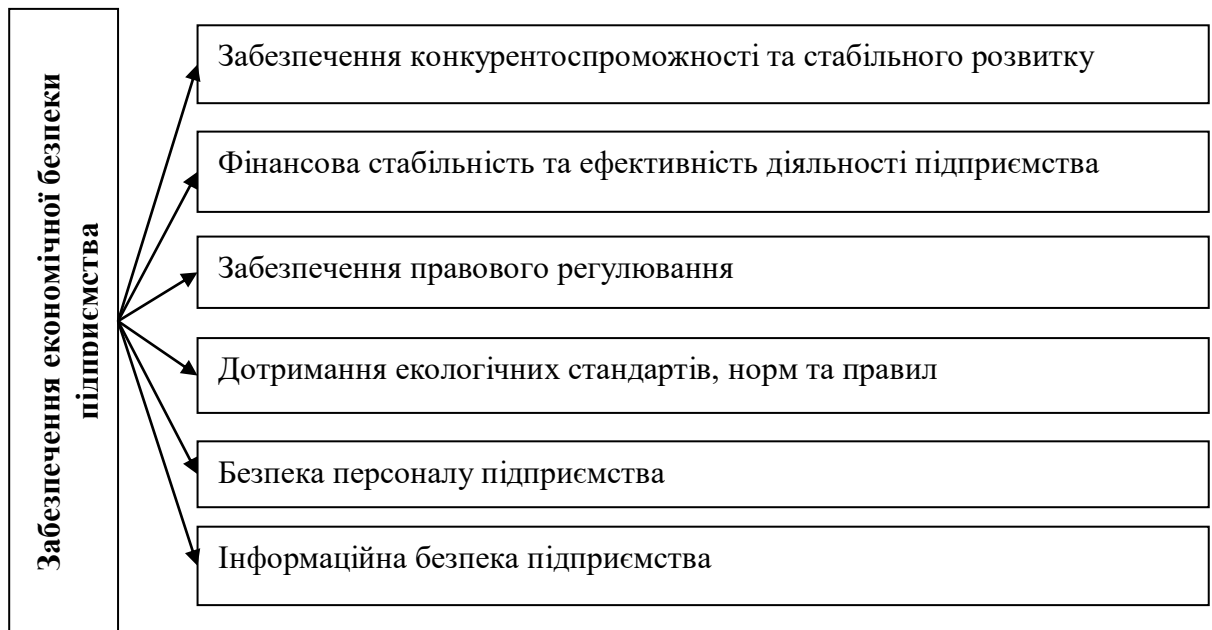 Забезпечення економічної безпеки
підприємства
Забезпечення конкурентоспроможності та стабільного розвитку
Фінансова стабільність та ефективність діяльності підприємства
Забезпечення правового регулювання
Дотримання екологічних стандартів, норм та правил
Безпека персоналу підприємства
Інформаційна безпека підприємства